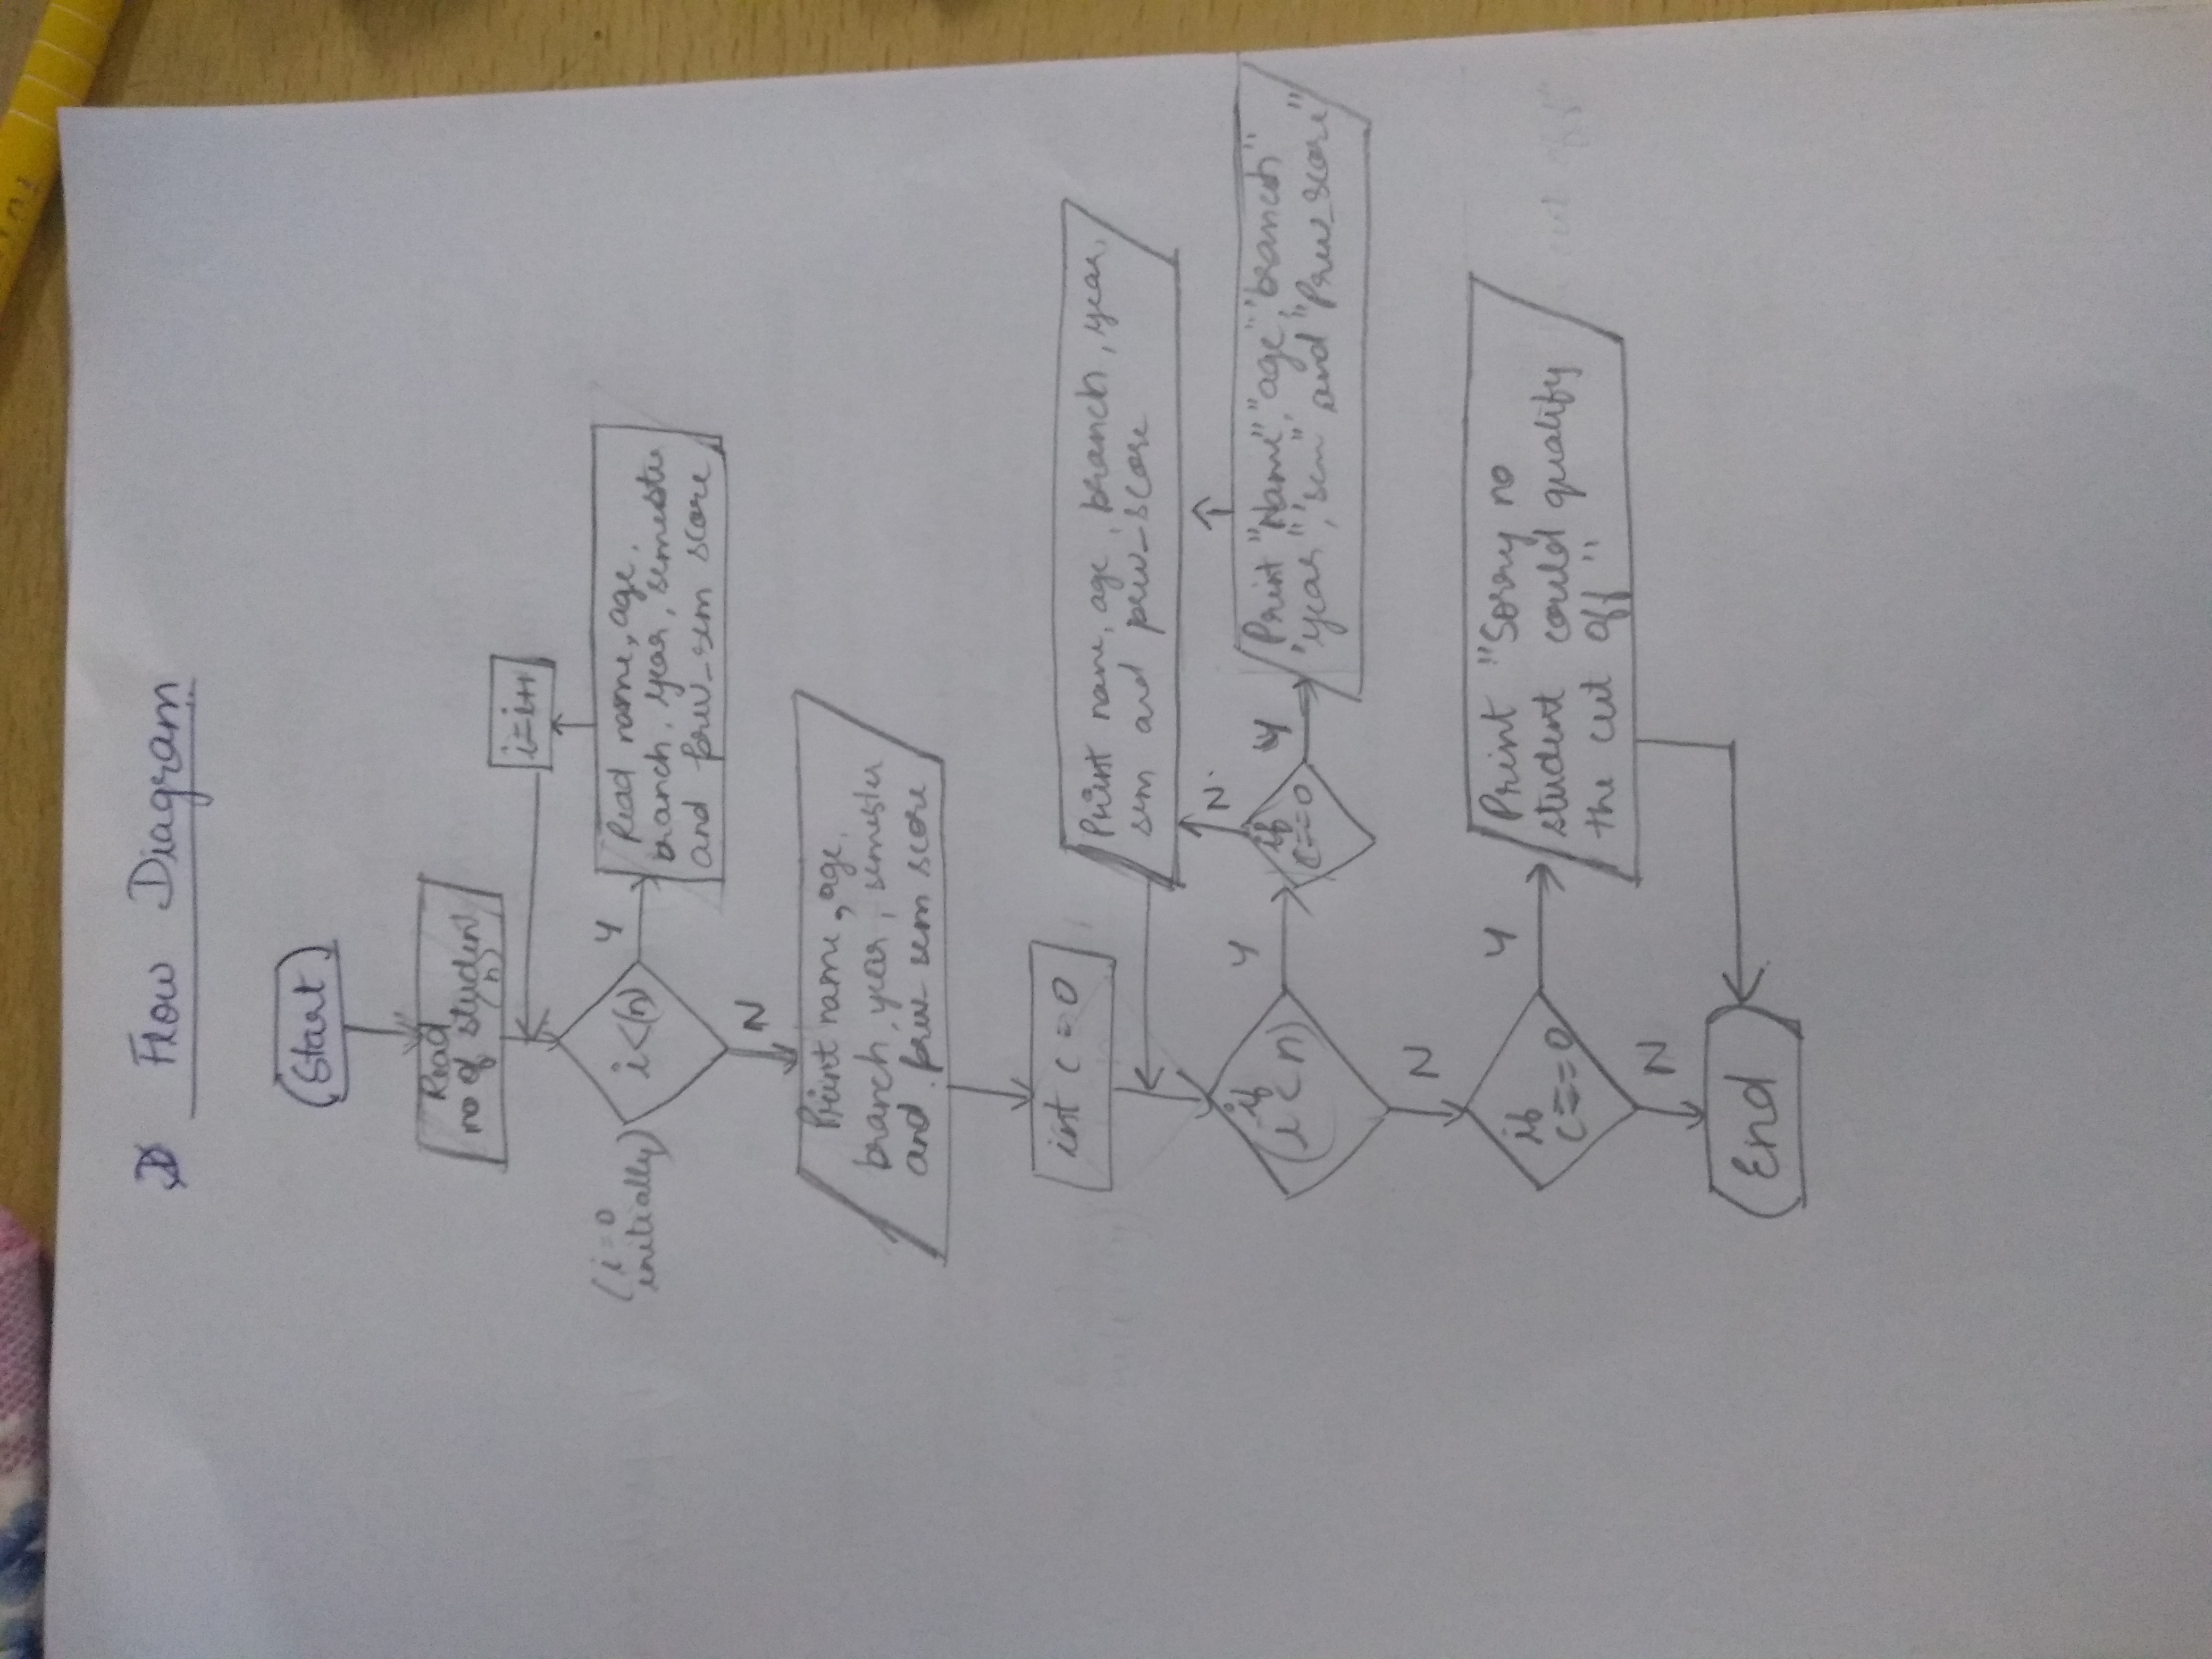 Flow Diagram
Start
Read
no of student
(n)
i=i++
(i=0
initially)
i<(n)
Y
Read name, age,
branch, year, semester
and prev_sem score
N
Print name, age,
branch, year, semester
and prev_sem score
int c=0
Print name, age, branch, year,
sem and prev_score
if
(i<n)
Y
N
if
c==0
Y
Print "Name", "age", "branch"
"year", "sem" and "Prev_score"
N
if
c==0
Y
Print "Sorry no
student could qualify
the cut off"
N
End